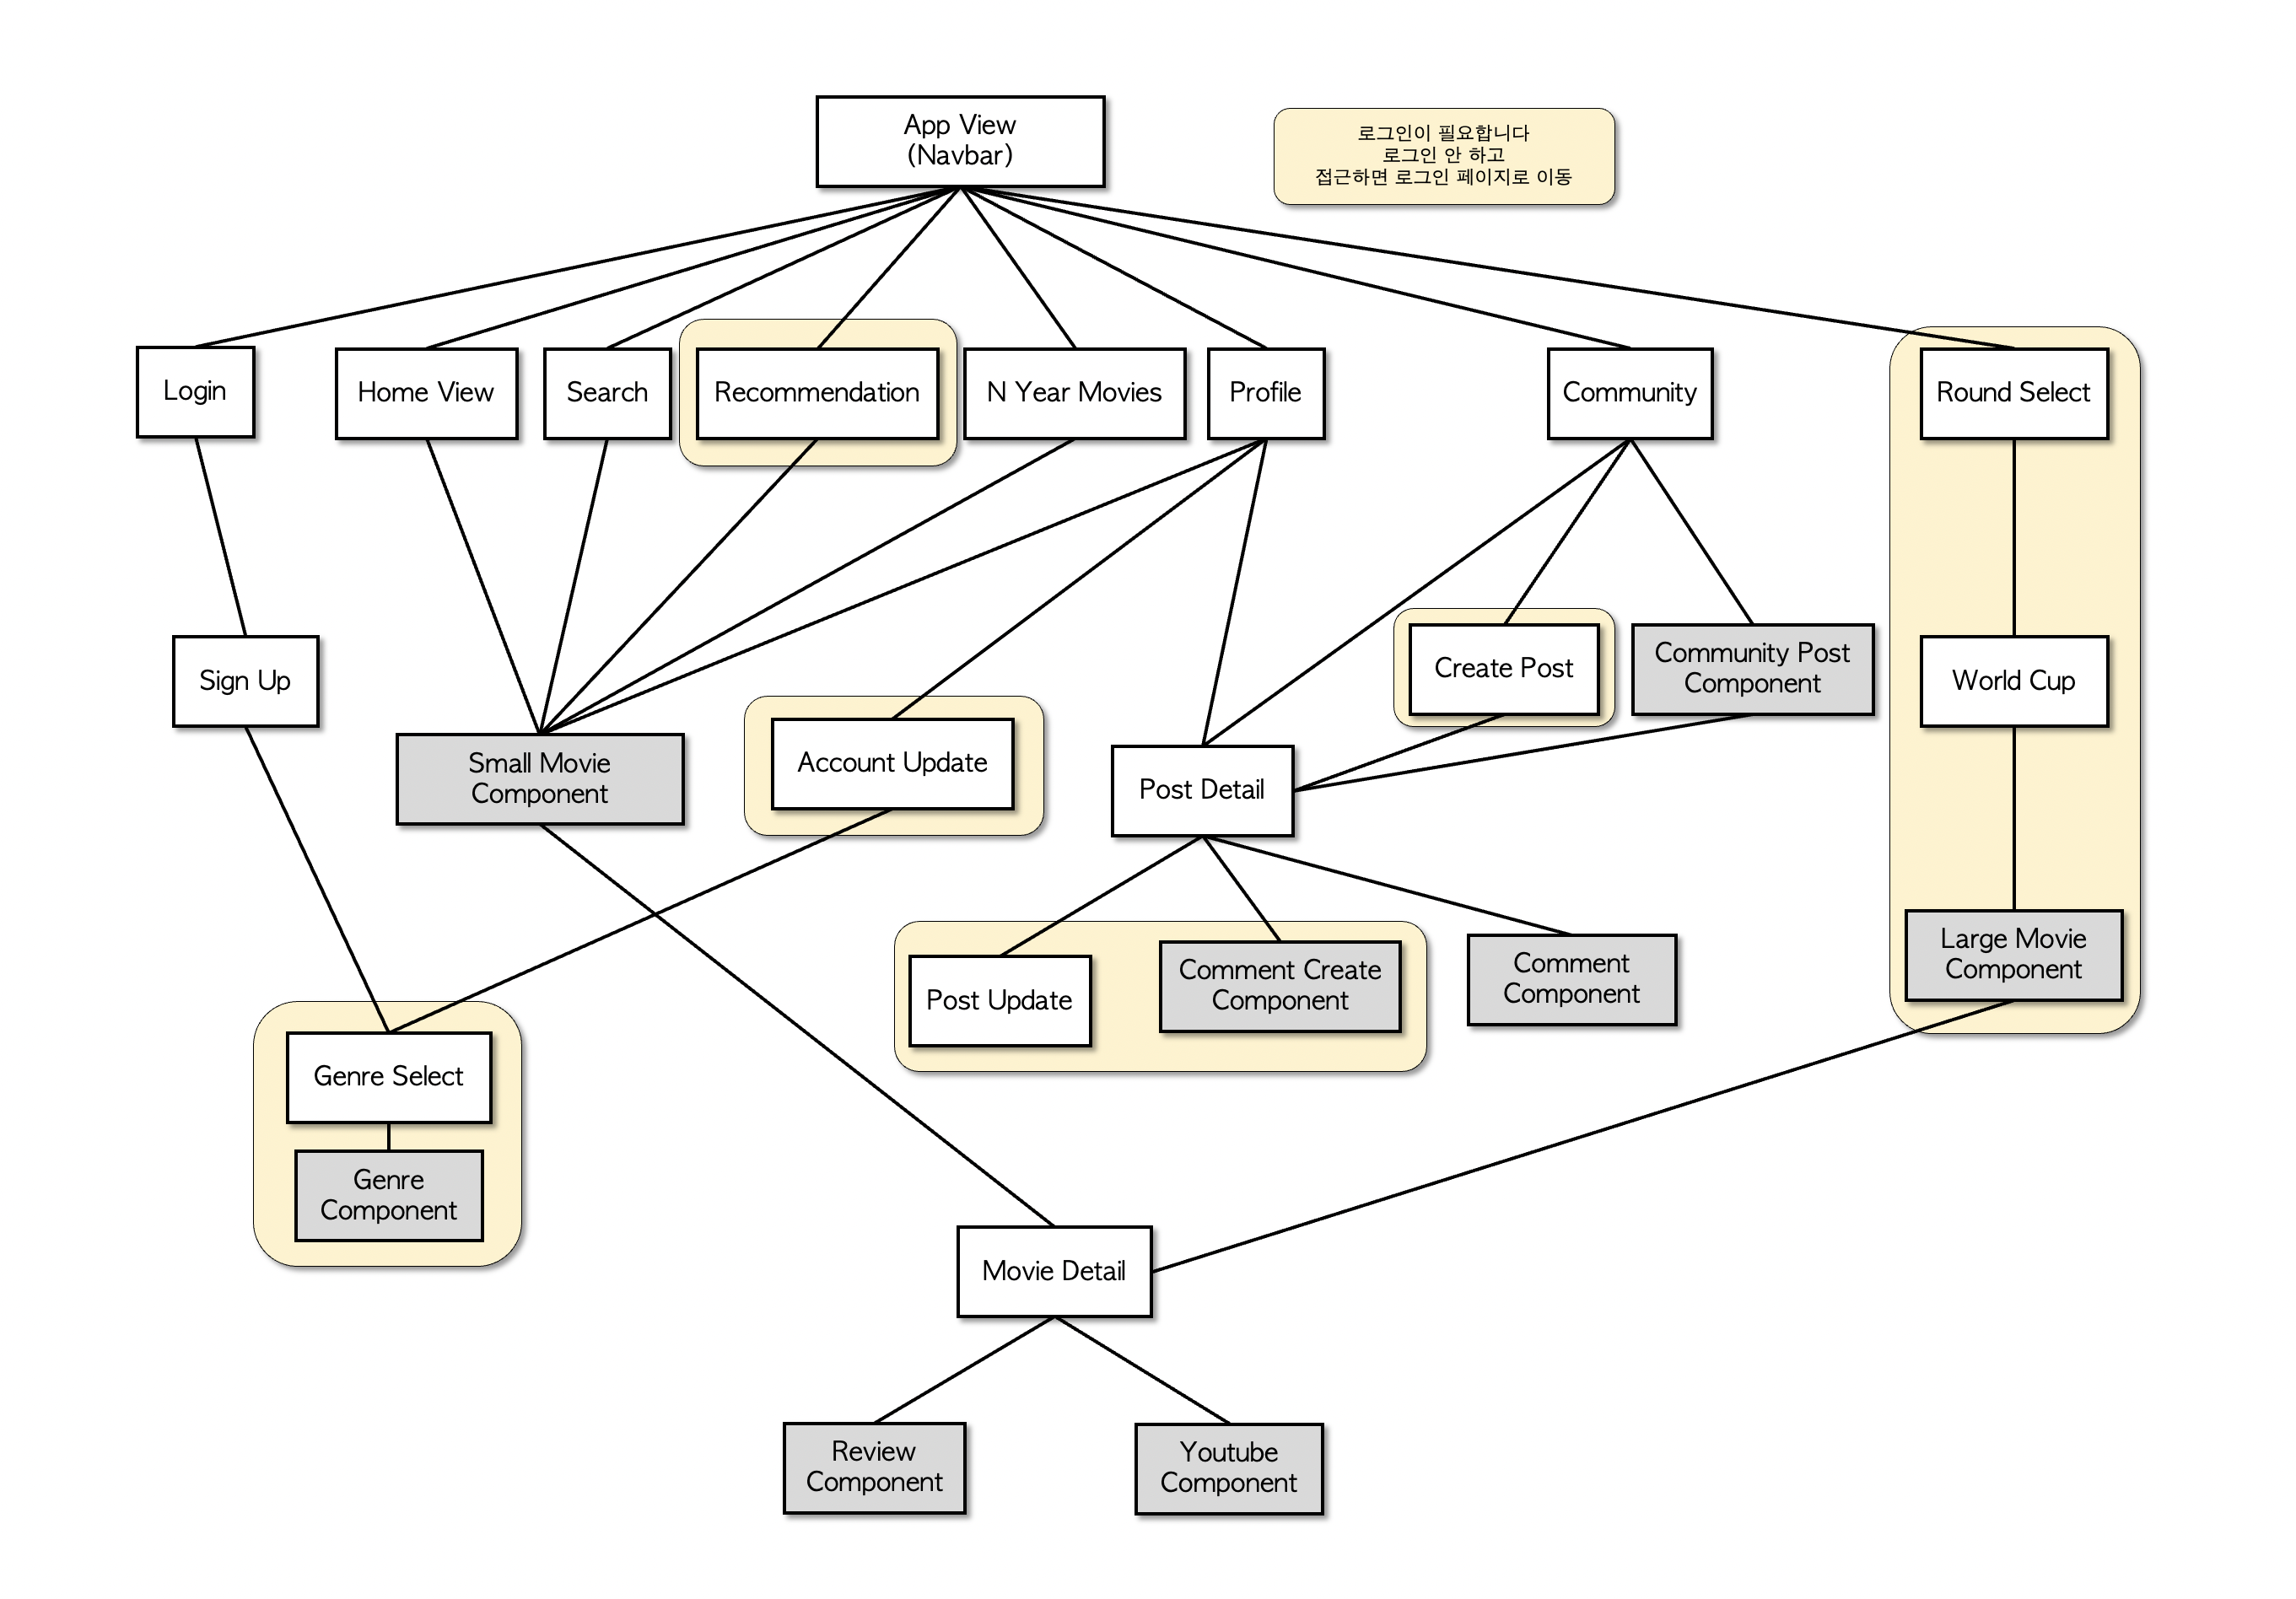 App View
(Navbar)
로그인이 필요합니다
로그인 안 하고
접근하면 로그인 페이지로 이동
Login
Home View
Search
Recommendation
N Year Movies
Profile
Community
Round Select
Sign Up
Small Movie
Component
Account Update
Post Detail
Create Post
Community Post
Component
World Cup
Post Update
Comment Create
Component
Comment
Component
Large Movie
Component
Genre Select
Genre
Component
Movie Detail
Review
Component
Youtube
Component